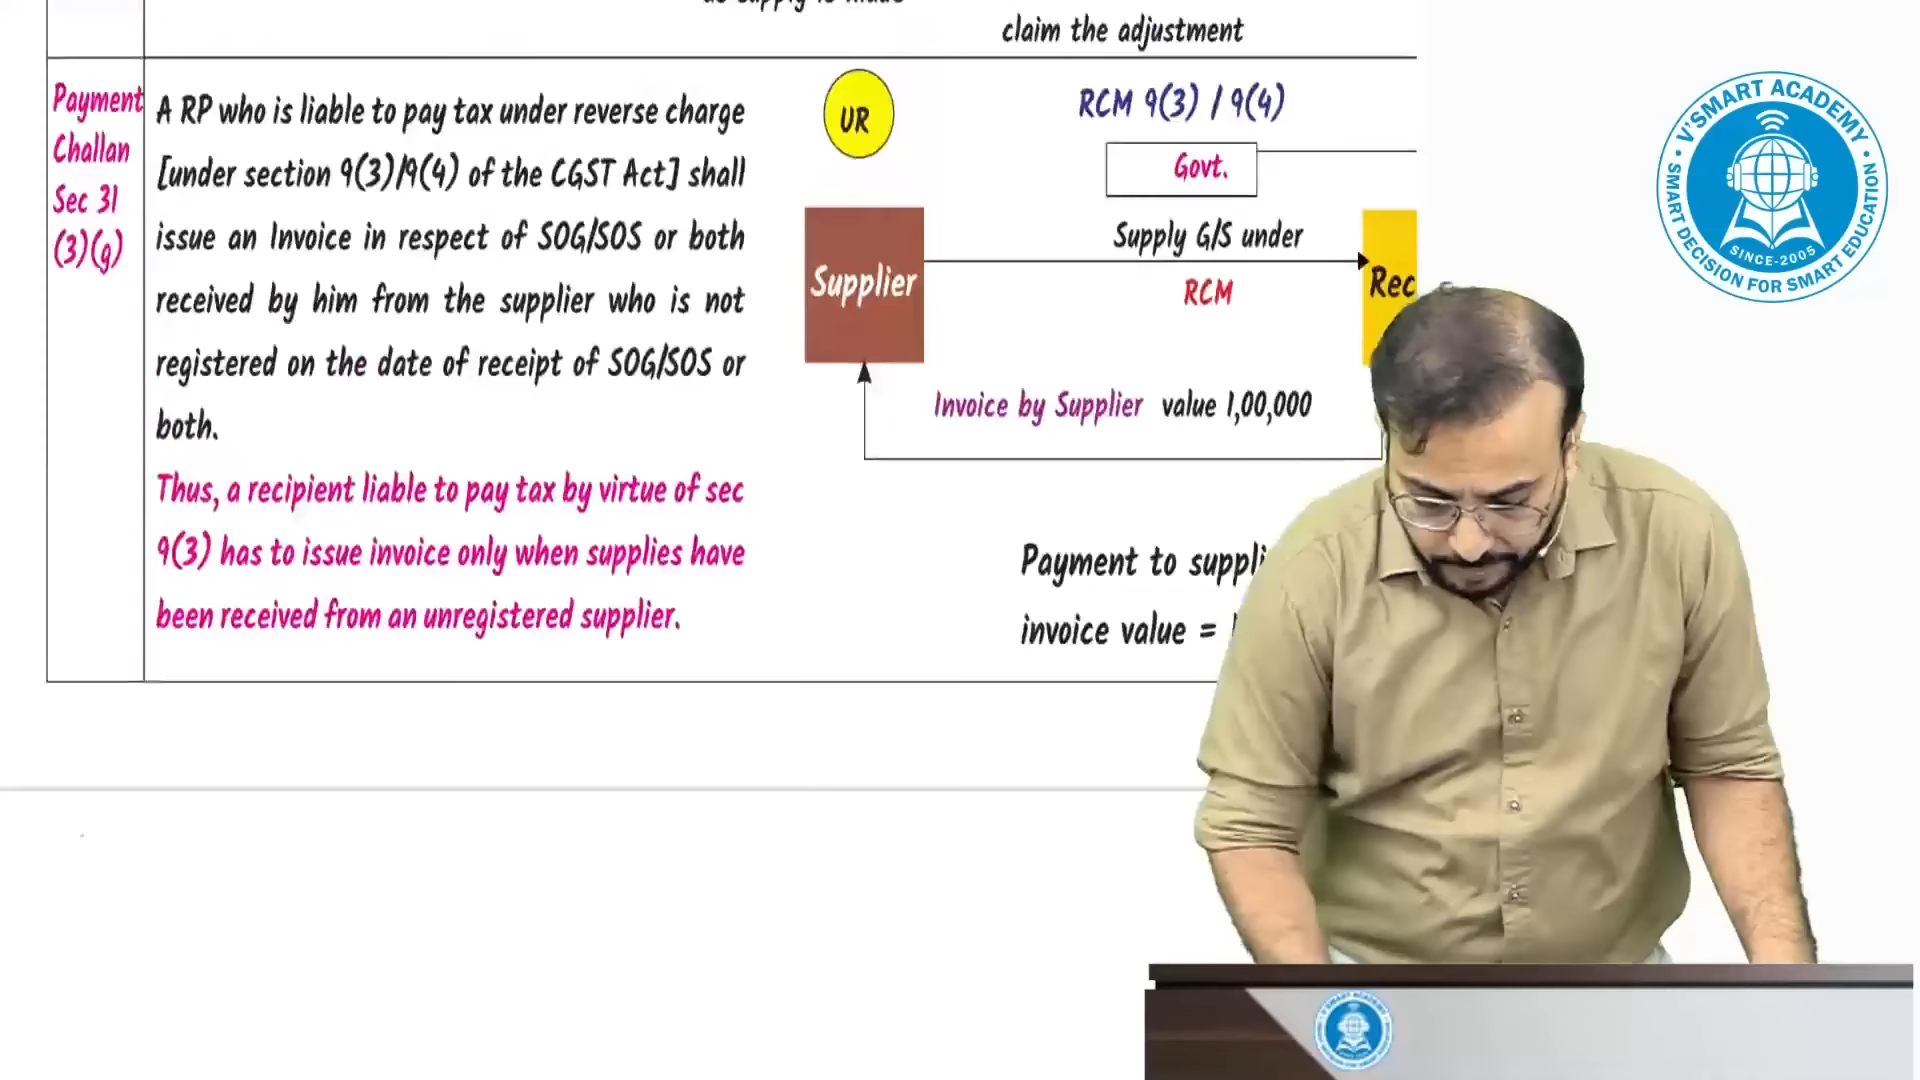 claim the adjustment
Payment
Challan
Sec 31
(3)(g)
A RP who is liable to pay tax under reverse charge
[under section 9(3)/9(4) of the CGST Act] shall
issue an Invoice in respect of SOG/SOS or both
received by him from the supplier who is not
registered on the date of receipt of SOG/SOS or
both.
Thus, a recipient liable to pay tax by virtue of sec
9(3) has to issue invoice only when supplies have
been received from an unregistered supplier.
UR
RCM 9(3) / 9(4)
Govt.
Supply G/S under
RCM
Supplier
Rec
Invoice by Supplier value 1,00,000
Payment to suppli
invoice value =
V'SMART ACADEMY
SINCE-2005
SMART DECISION FOR SMART EDUCATION